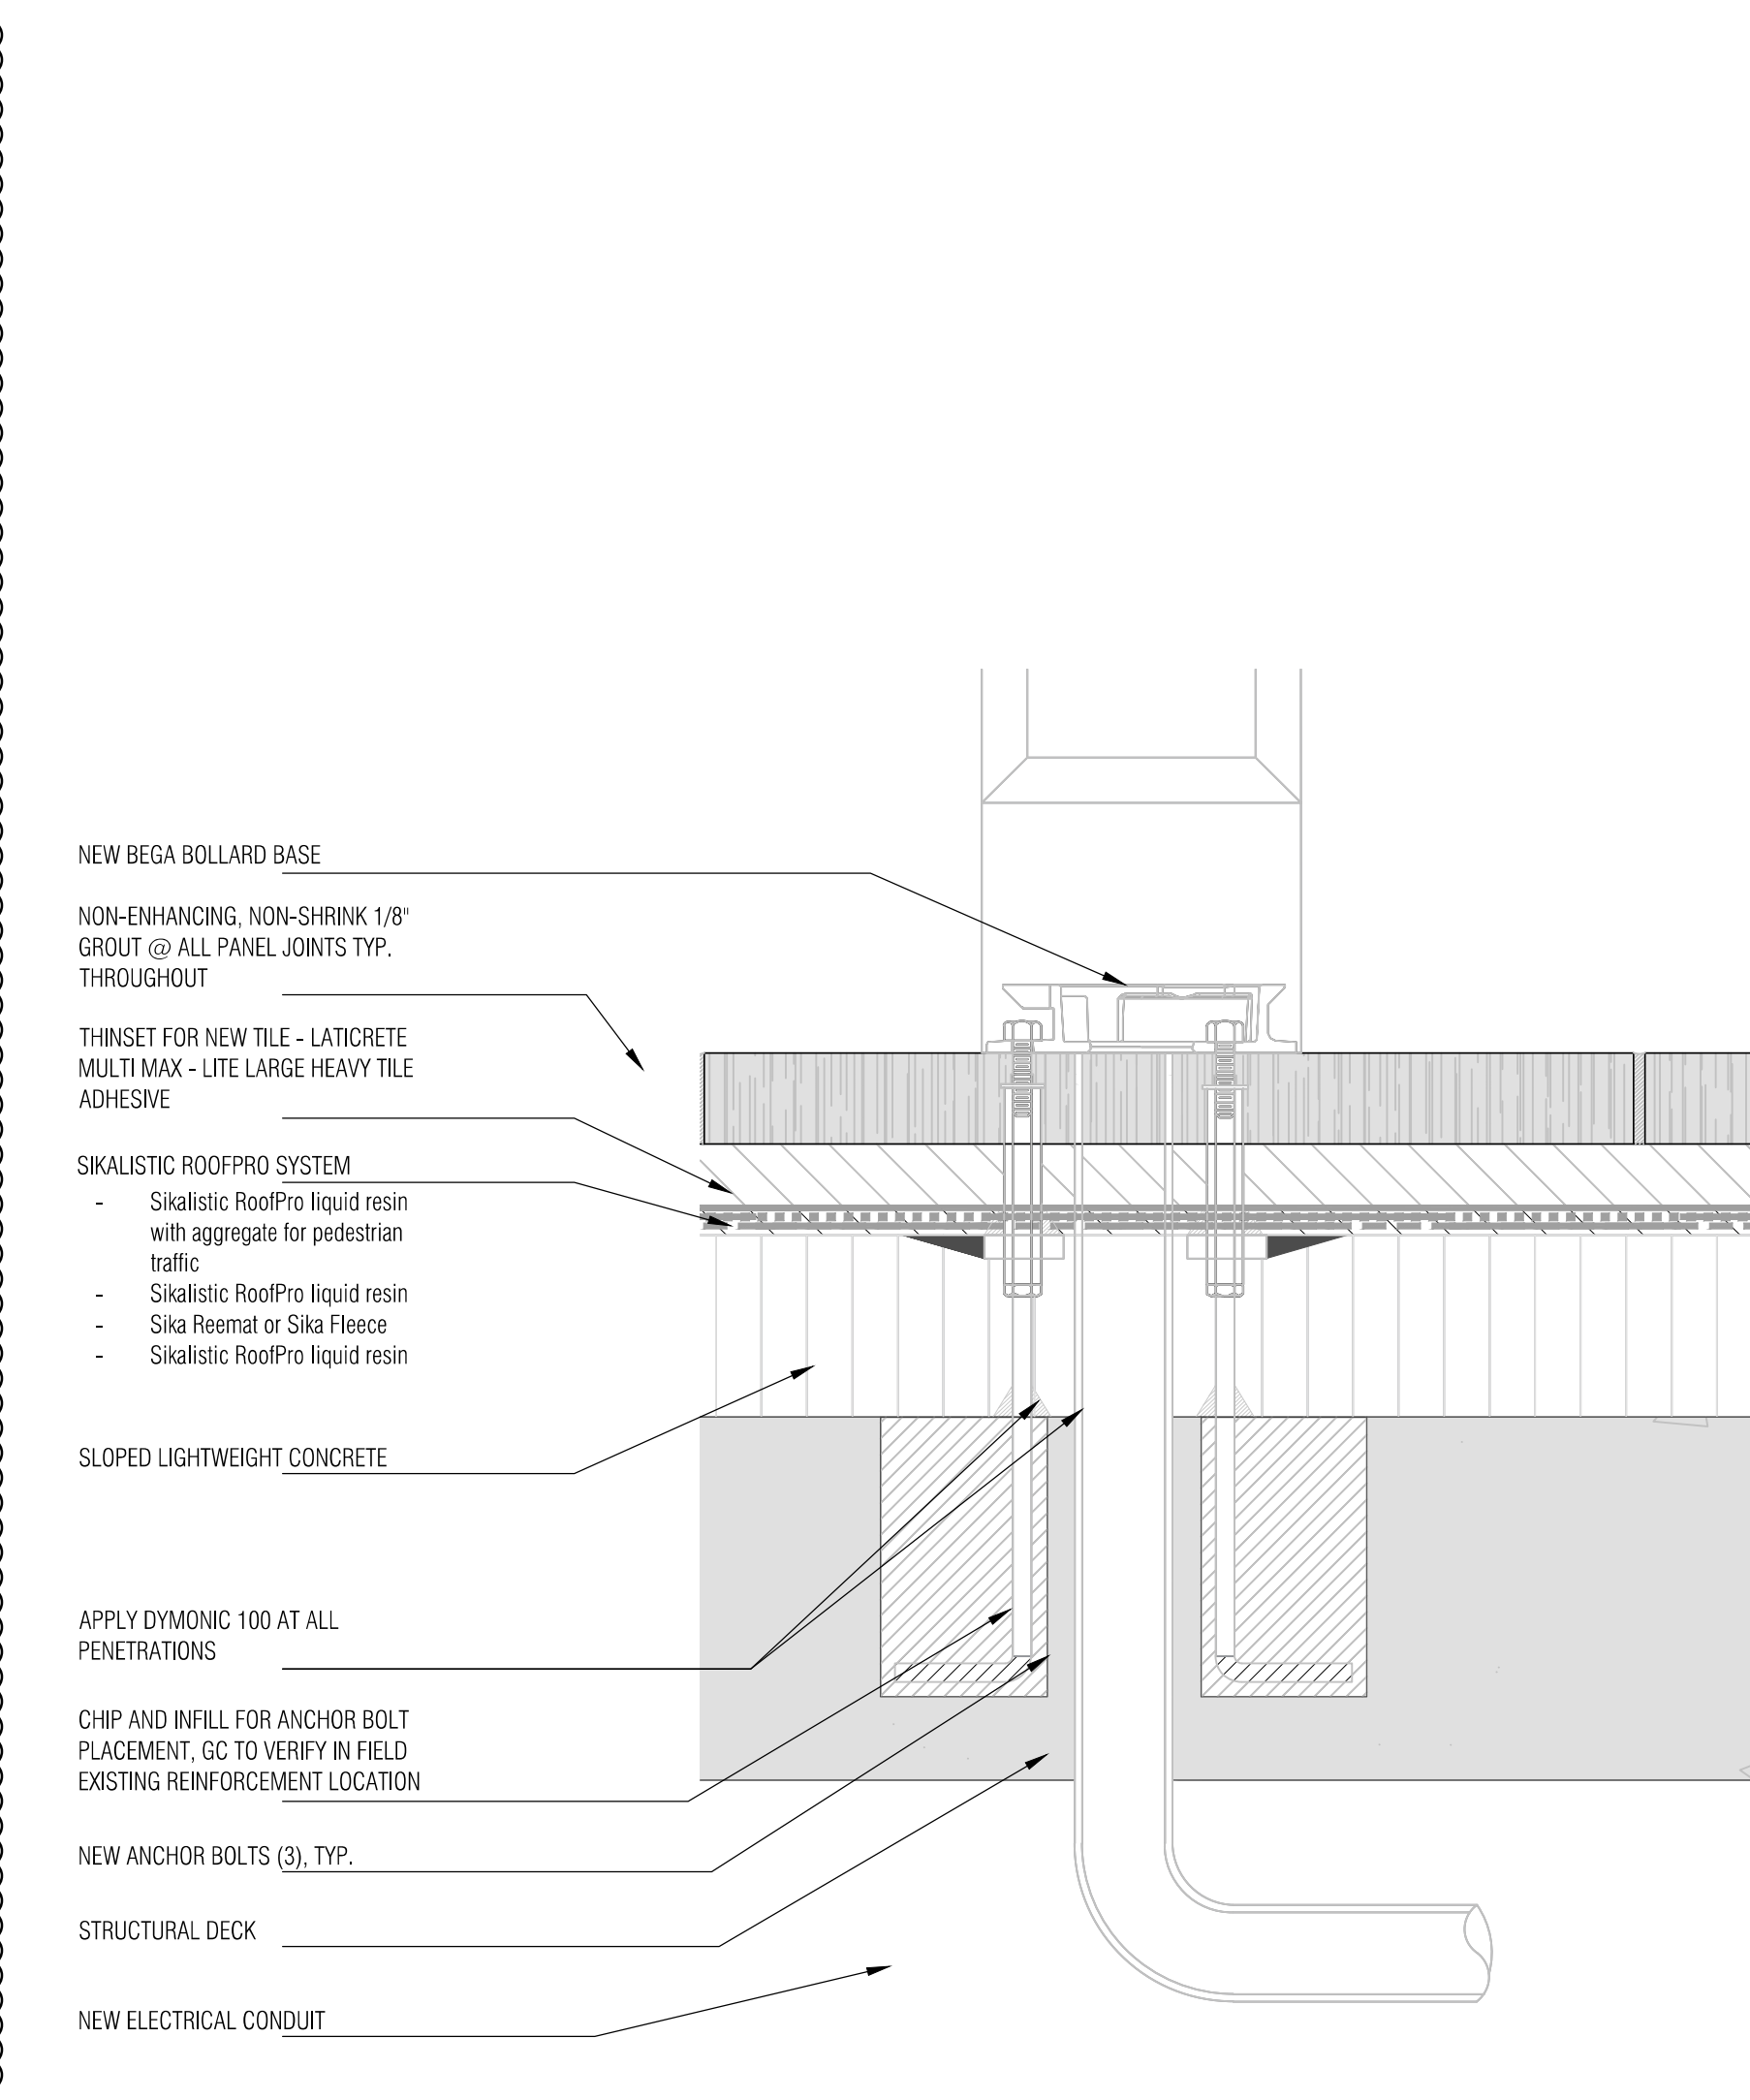 NEW BEGA BOLLARD BASE
NON-ENHANCING, NON-SHRINK 1/8"
GROUT @ ALL PANEL JOINTS TYP.
THROUGHOUT
THINSET FOR NEW TILE - LATICRETE
MULTI MAX - LITE LARGE HEAVY TILE
ADHESIVE
SIKALISTIC ROOFPRO SYSTEM
- Sikalistic RoofPro liquid resin
with aggregate for pedestrian
traffic
- Sikalistic RoofPro liquid resin
- Sika Reemat or Sika Fleece
- Sikalistic RoofPro liquid resin
SLOPED LIGHTWEIGHT CONCRETE
APPLY DYMONIC 100 AT ALL
PENETRATIONS
CHIP AND INFILL FOR ANCHOR BOLT
PLACEMENT, GC TO VERIFY IN FIELD
EXISTING REINFORCEMENT LOCATION
NEW ANCHOR BOLTS (3), TYP.
STRUCTURAL DECK
NEW ELECTRICAL CONDUIT